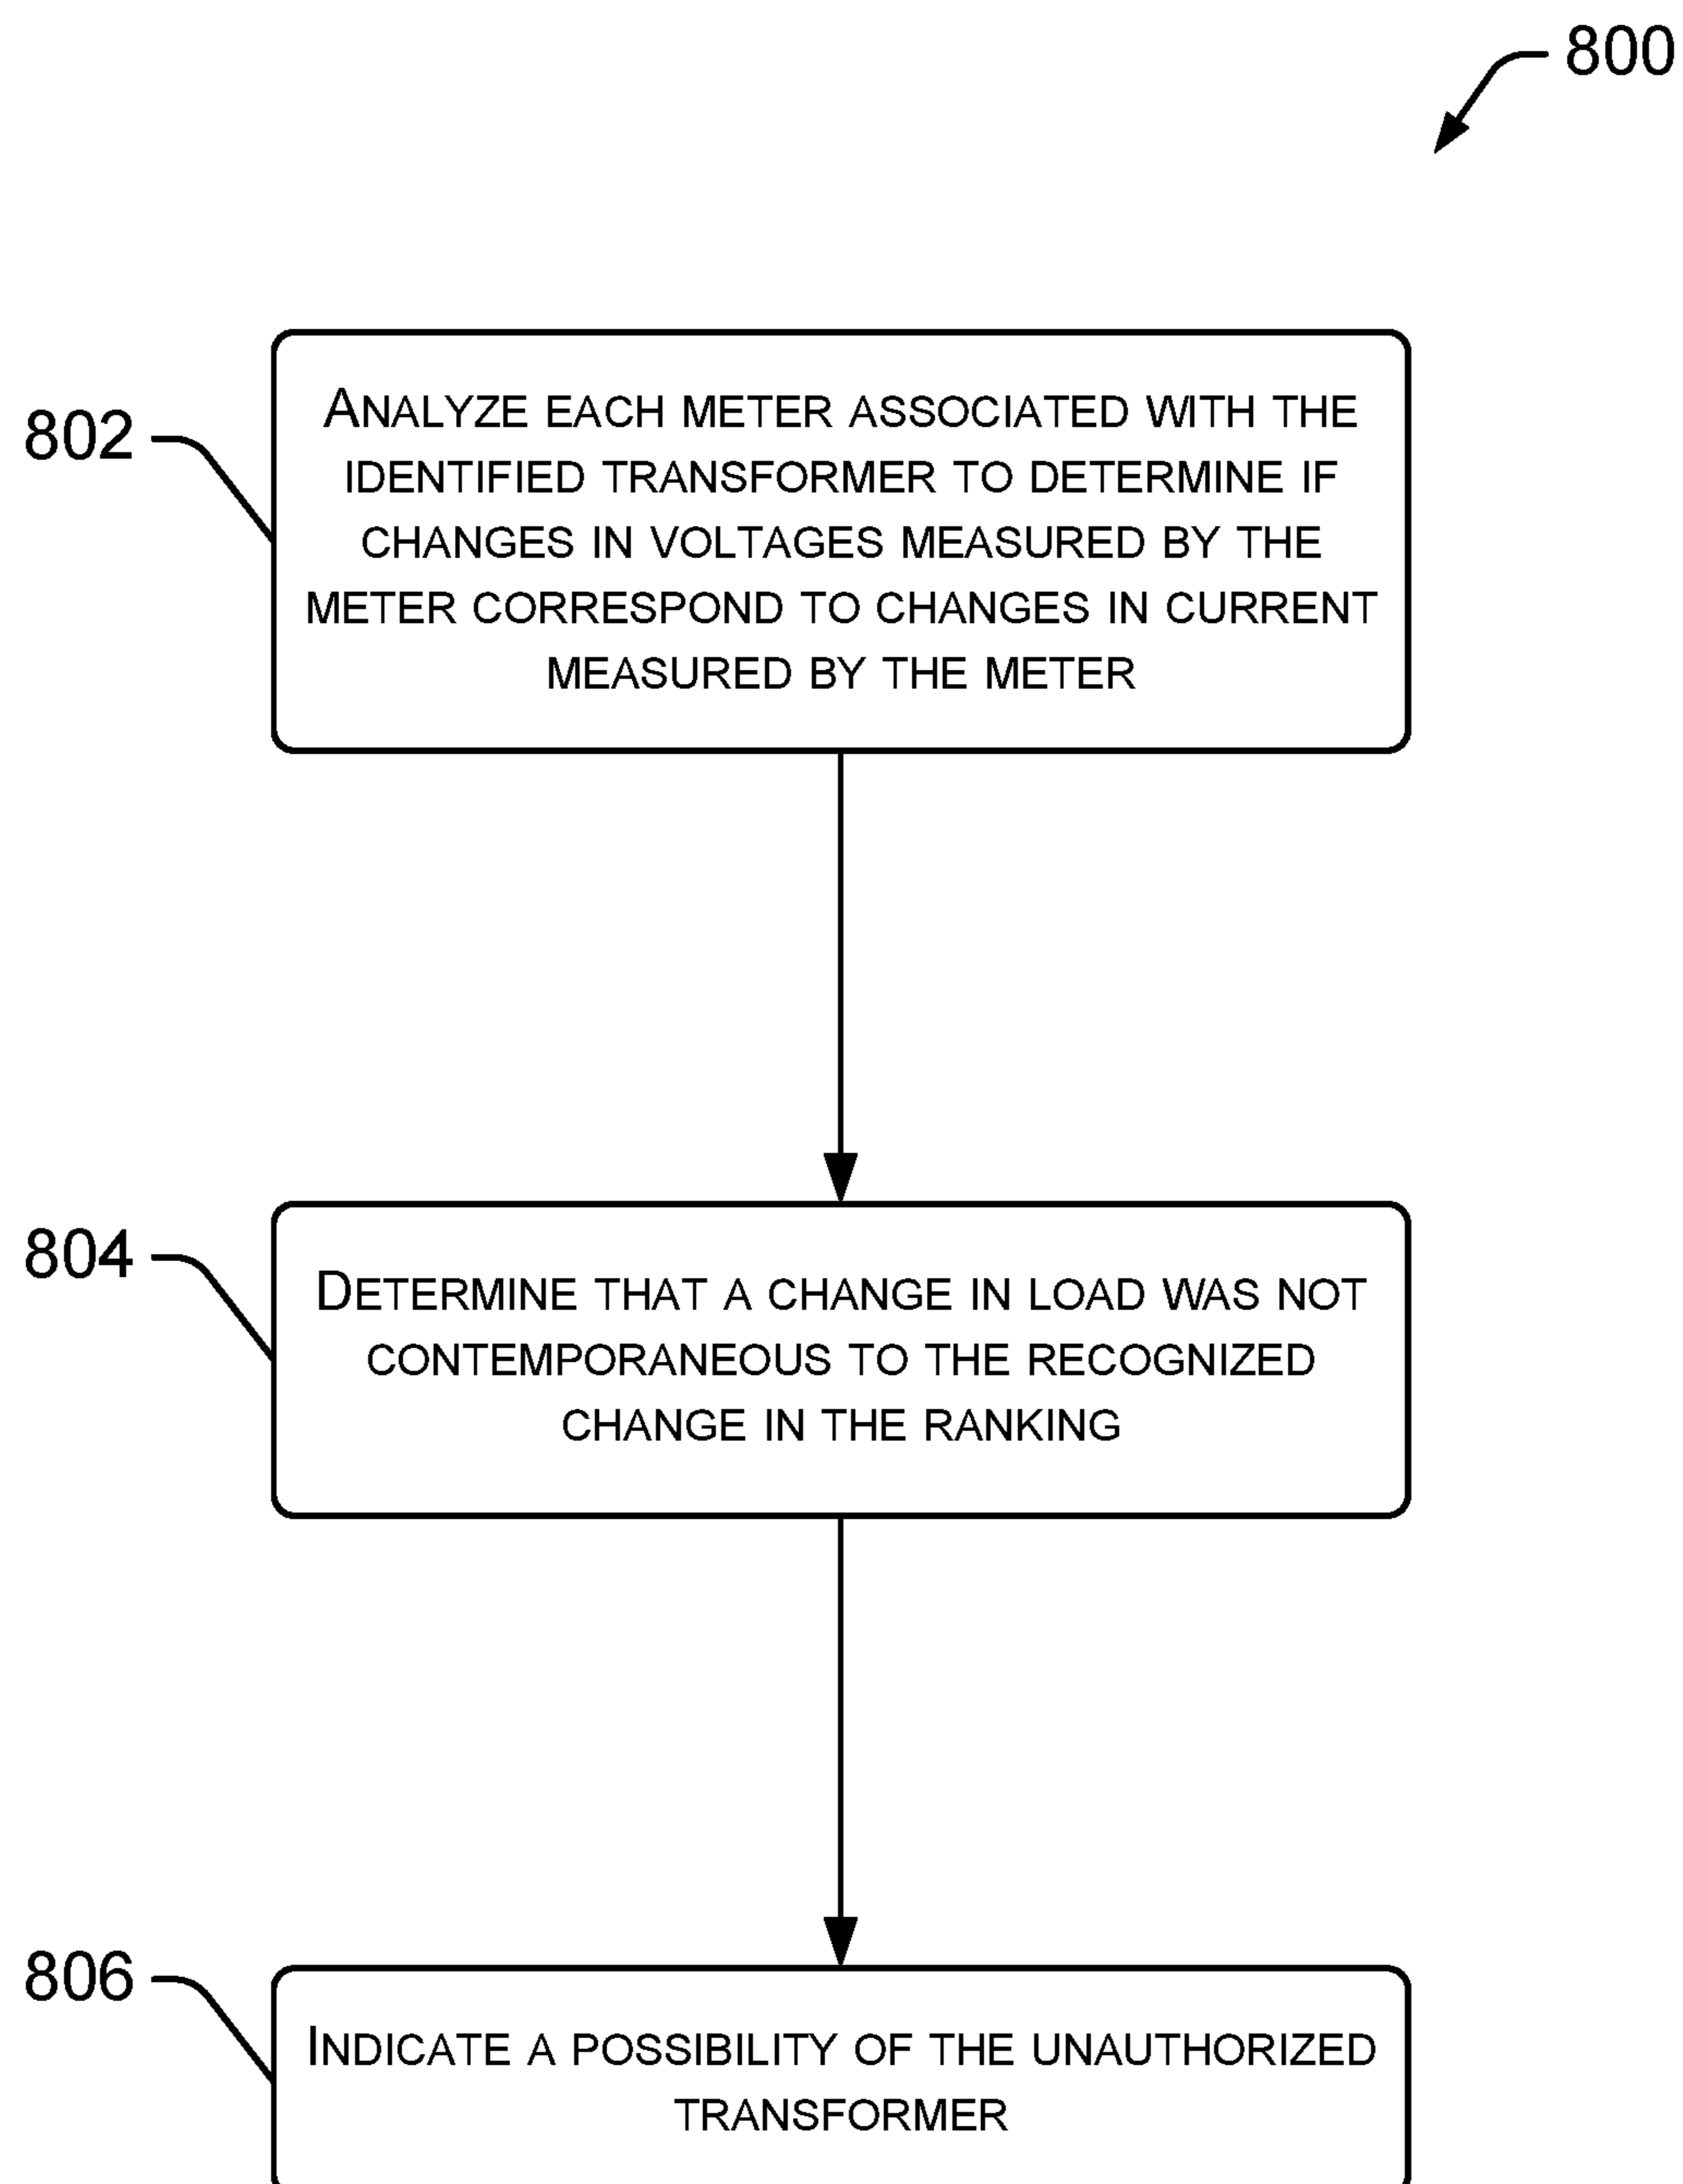 800
802
ANALYZE EACH METER ASSOCIATED WITH THE
IDENTIFIED TRANSFORMER TO DETERMINE IF
CHANGES IN VOLTAGES MEASURED BY THE
METER CORRESPOND TO CHANGES IN CURRENT
MEASURED BY THE METER
804
DETERMINE THAT A CHANGE IN LOAD WAS NOT
CONTEMPORANEOUS TO THE RECOGNIZED
CHANGE IN THE RANKING
806
INDICATE A POSSIBILITY OF THE UNAUTHORIZED
TRANSFORMER